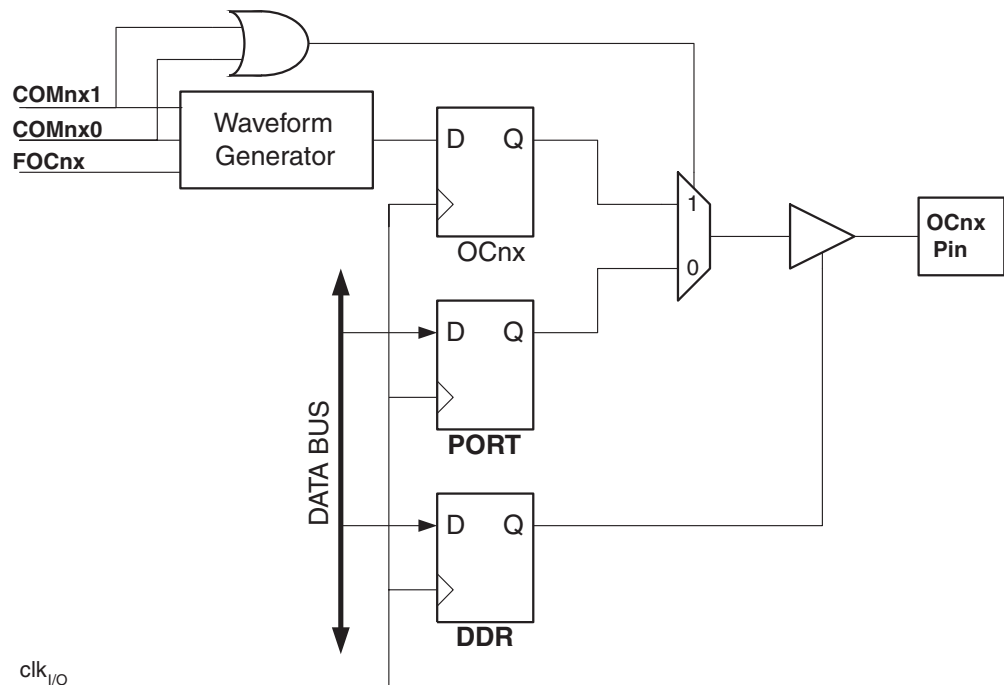 COMnx1
COMnx0
FOCnx
Waveform
Generator
D Q
OCnx
1
0
OCnx
Pin
D Q
PORT
D Q
DDR
DATA BUS
clkI/O